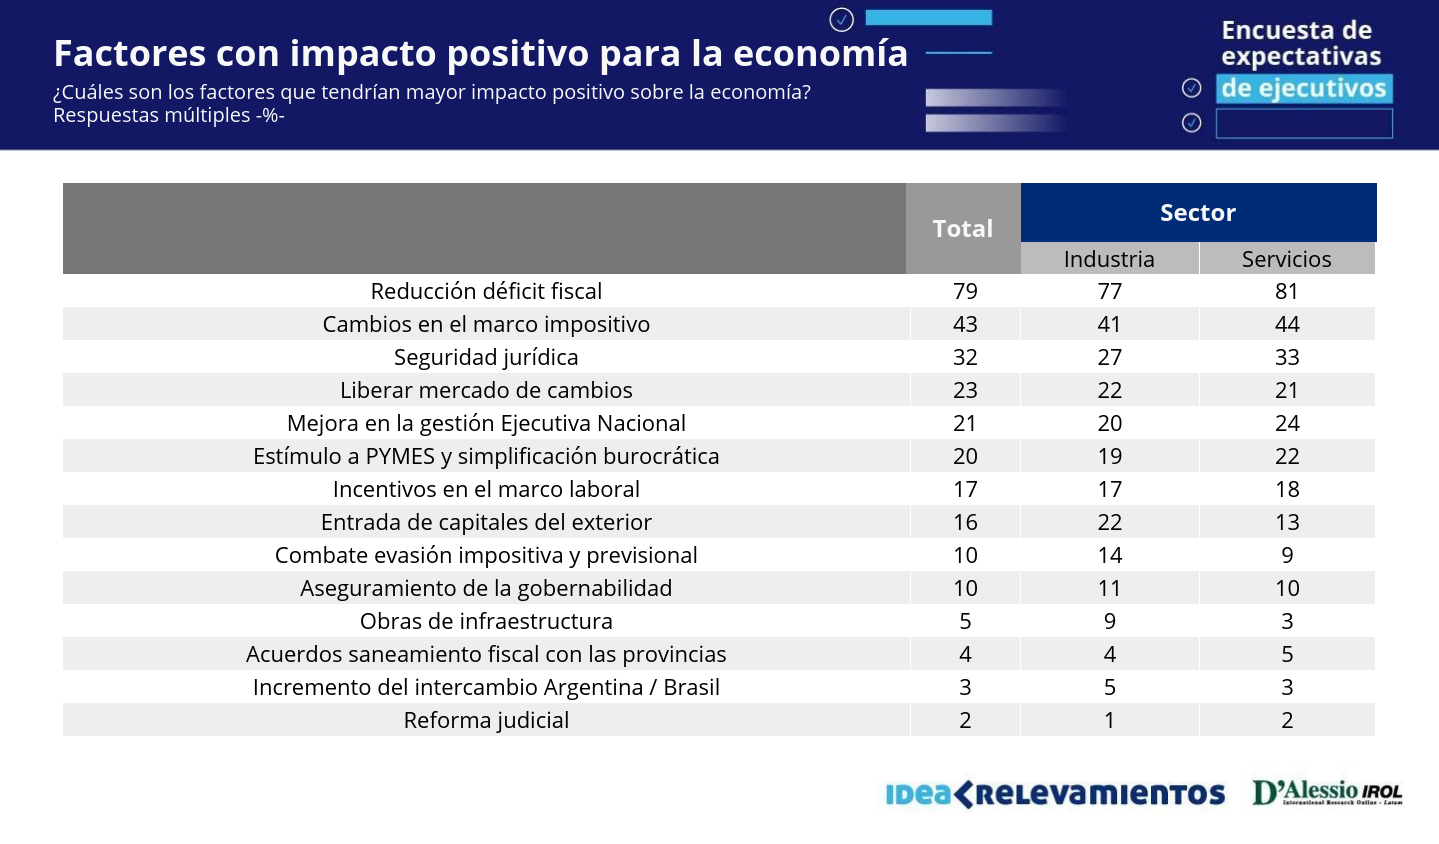 Factores con impacto positivo para la economía
¿Cuáles son los factores que tendrían mayor impacto positivo sobre la economía?
Respuestas múltiples -%-
Encuesta de
expectativas
de ejecutivos
Total Sector
Industria Servicios
Reducción déficit fiscal 79 77 81
Cambios en el marco impositivo 43 41 44
Seguridad jurídica 32 27 33
Liberar mercado de cambios 23 22 21
Mejora en la gestión Ejecutiva Nacional 21 20 24
Estímulo a PYMES y simplificación burocrática 20 19 22
Incentivos en el marco laboral 17 17 18
Entrada de capitales del exterior 16 22 13
Combate evasión impositiva y previsional 10 14 9
Aseguramiento de la gobernabilidad 10 11 10
Obras de infraestructura 5 9 3
Acuerdos saneamiento fiscal con las provincias 4 4 5
Incremento del intercambio Argentina / Brasil 3 5 3
Reforma judicial 2 1 2
IDea RELEVAMIENTOS
D'Alessio IROL
International Research Online - Latam